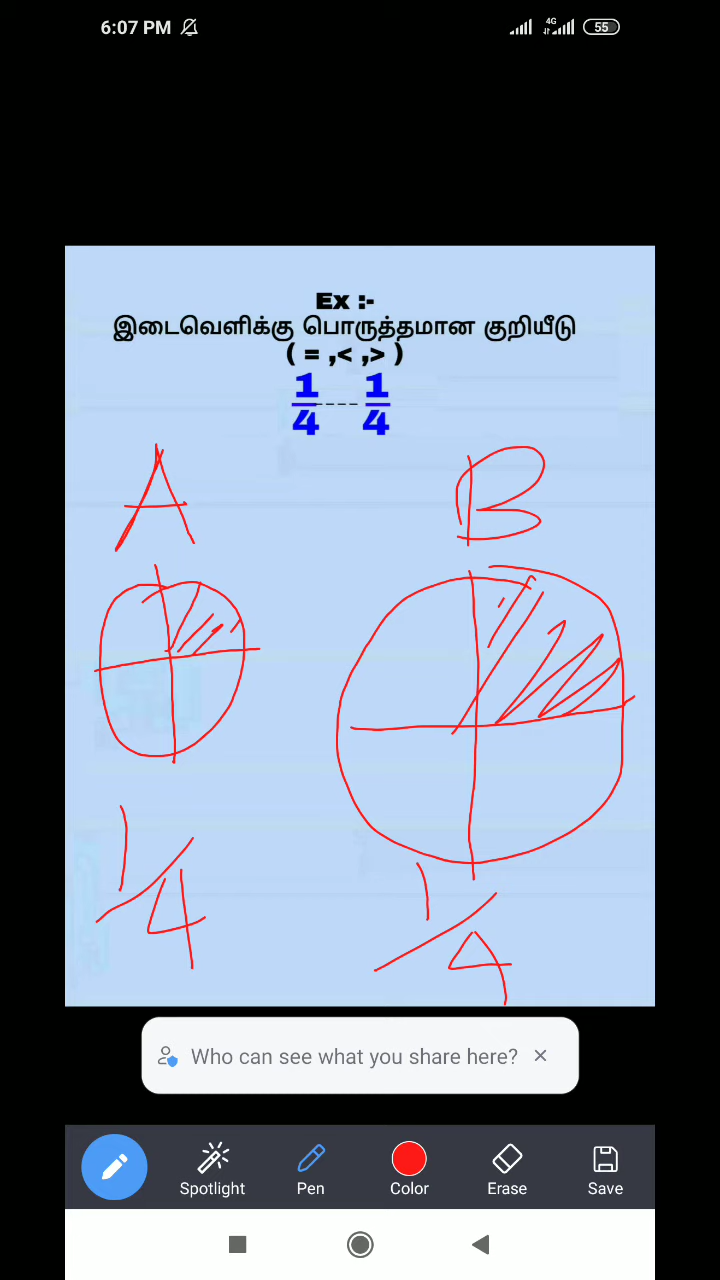 6:07 PM
4G
55
Ex :-
இடைவெளிக்கு பொருத்தமான குறியீடு
( = ,< ,> )
1/4 ---- 1/4
A B
1/4 1/4
Who can see what you share here? ×
Spotlight Pen Color Erase Save